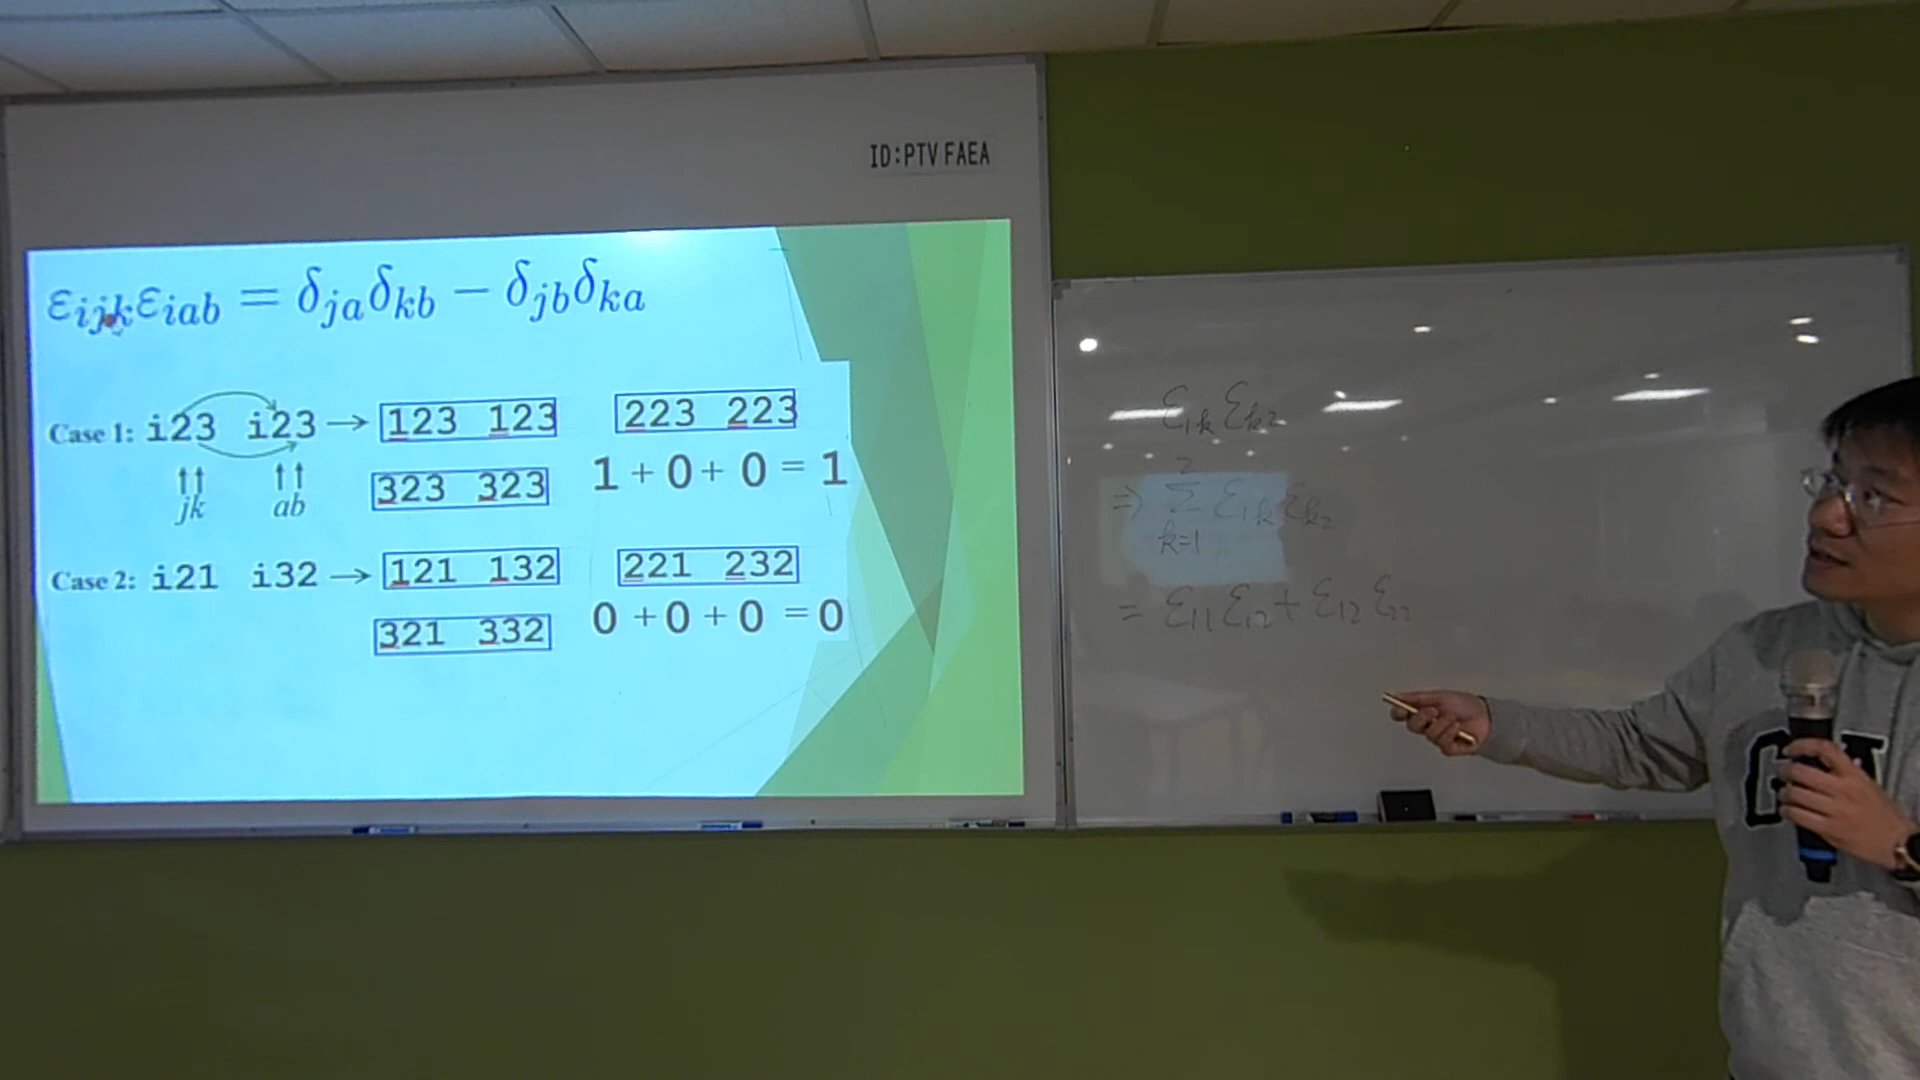 ID:PTV FAEA
εijkεiab = δjaδkb − δjbδka
Case 1: i23 i23 → 123 123 223 223
↑↑ ↑↑
jk ab
323 323 1 + 0 + 0 = 1
Case 2: i21 i32 → 121 132 221 232
321 332 0 + 0 + 0 = 0
ε1k εk2
2
⇒ Σ ε1k εk2
k=1
= ε11 ε12 + ε12 ε22